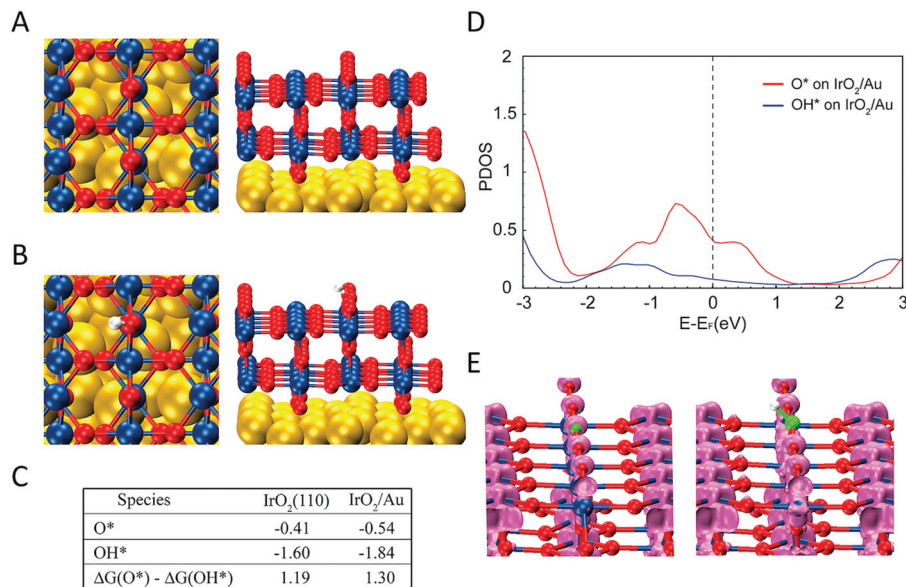 A
B
C
Species IrO₂(110) IrO₂/Au
O* -0.41 -0.54
OH* -1.60 -1.84
ΔG(O*) - ΔG(OH*) 1.19 1.30
D
2
1.5
1
0.5
0
PDOS
O* on IrO₂/Au
OH* on IrO₂/Au
-3 -2 -1 0 1 2 3
E-E_F(eV)
E